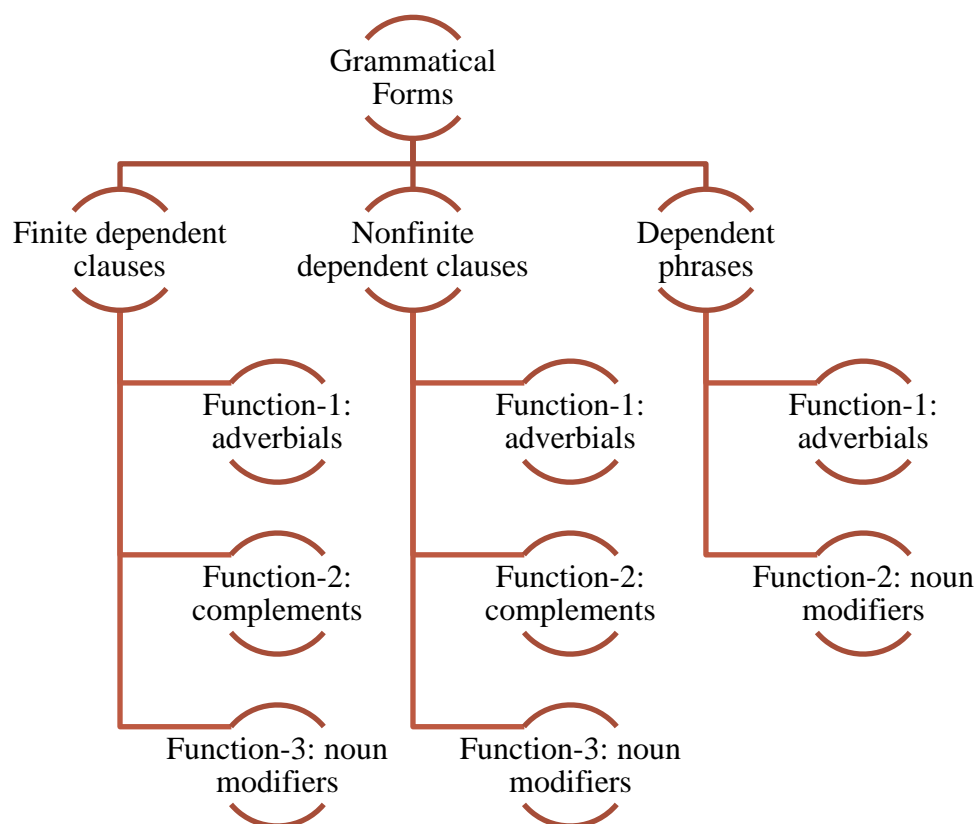 Grammatical
Forms
Finite dependent
clauses
Nonfinite
dependent clauses
Dependent
phrases
Function-1:
adverbials
Function-2:
complements
Function-3: noun
modifiers
Function-1:
adverbials
Function-2:
complements
Function-3: noun
modifiers
Function-1:
adverbials
Function-2: noun
modifiers